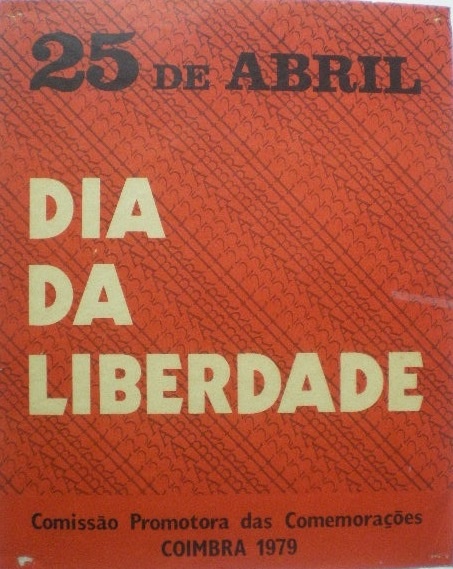 25 DE ABRIL
DIA
DA
LIBERDADE
Comissão Promotora das Comemorações
COIMBRA 1979